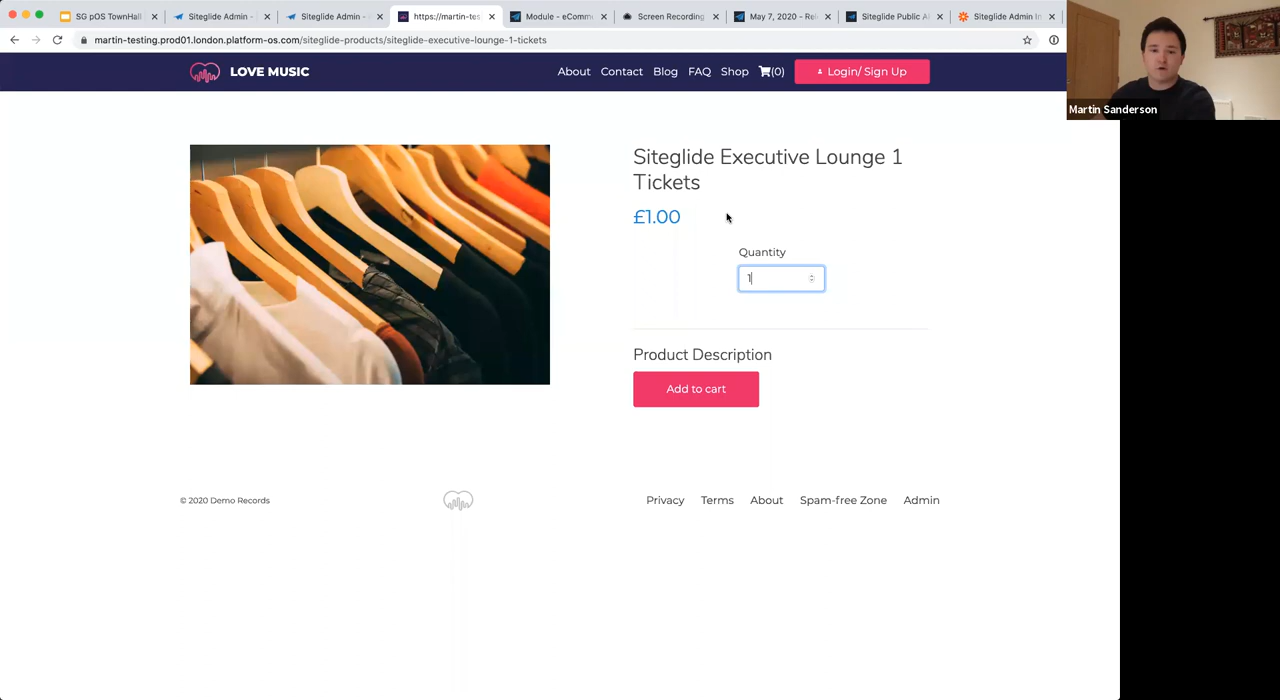 SG pOS TownHall
Siteglide Admin -
Siteglide Admin -
https://martin-tes
Module - eComm
Screen Recording
May 7, 2020 - Rel
Siteglide Public A
Siteglide Admin In
martin-testing.prod01.london.platform-os.com/siteglide-products/siteglide-executive-lounge-1-tickets
LOVE MUSIC
About Contact Blog FAQ Shop (0) Login/ Sign Up
Martin Sanderson
Siteglide Executive Lounge 1
Tickets
£1.00
Quantity
1
Product Description
Add to cart
© 2020 Demo Records
Privacy Terms About Spam-free Zone Admin